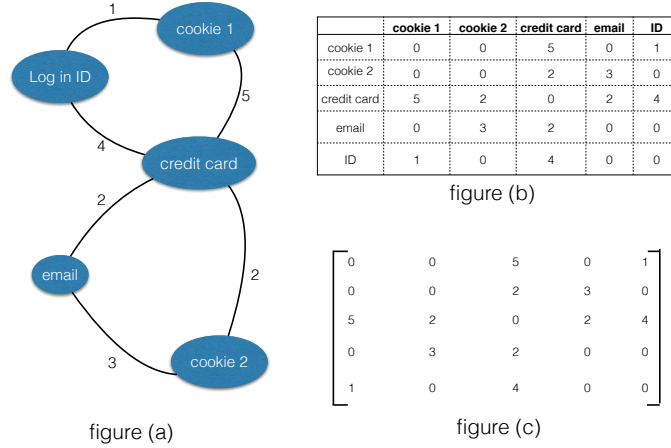 1
cookie 1
Log in ID
5
4
credit card
2
email
2
3
cookie 2
figure (a)
cookie 1 cookie 2 credit card email ID
cookie 1 0 0 5 0 1
cookie 2 0 0 2 3 0
credit card 5 2 0 2 4
email 0 3 2 0 0
ID 1 0 4 0 0
figure (b)
0 0 5 0 1
0 0 2 3 0
5 2 0 2 4
0 3 2 0 0
1 0 4 0 0
figure (c)